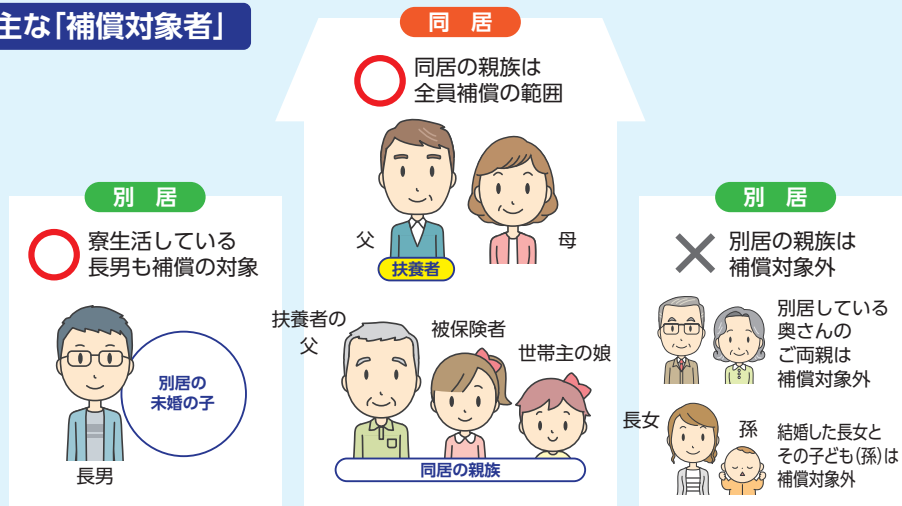 主な「補償対象者」
同 居
同居の親族は
全員補償の範囲
父
母
扶養者
扶養者の
父
被保険者
世帯主の娘
同居の親族
別 居
寮生活している
長男も補償の対象
別居の
未婚の子
長男
別 居
別居の親族は
補償対象外
別居している
奥さんの
ご両親は
補償対象外
長女
孫
結婚した長女と
その子ども(孫)は
補償対象外